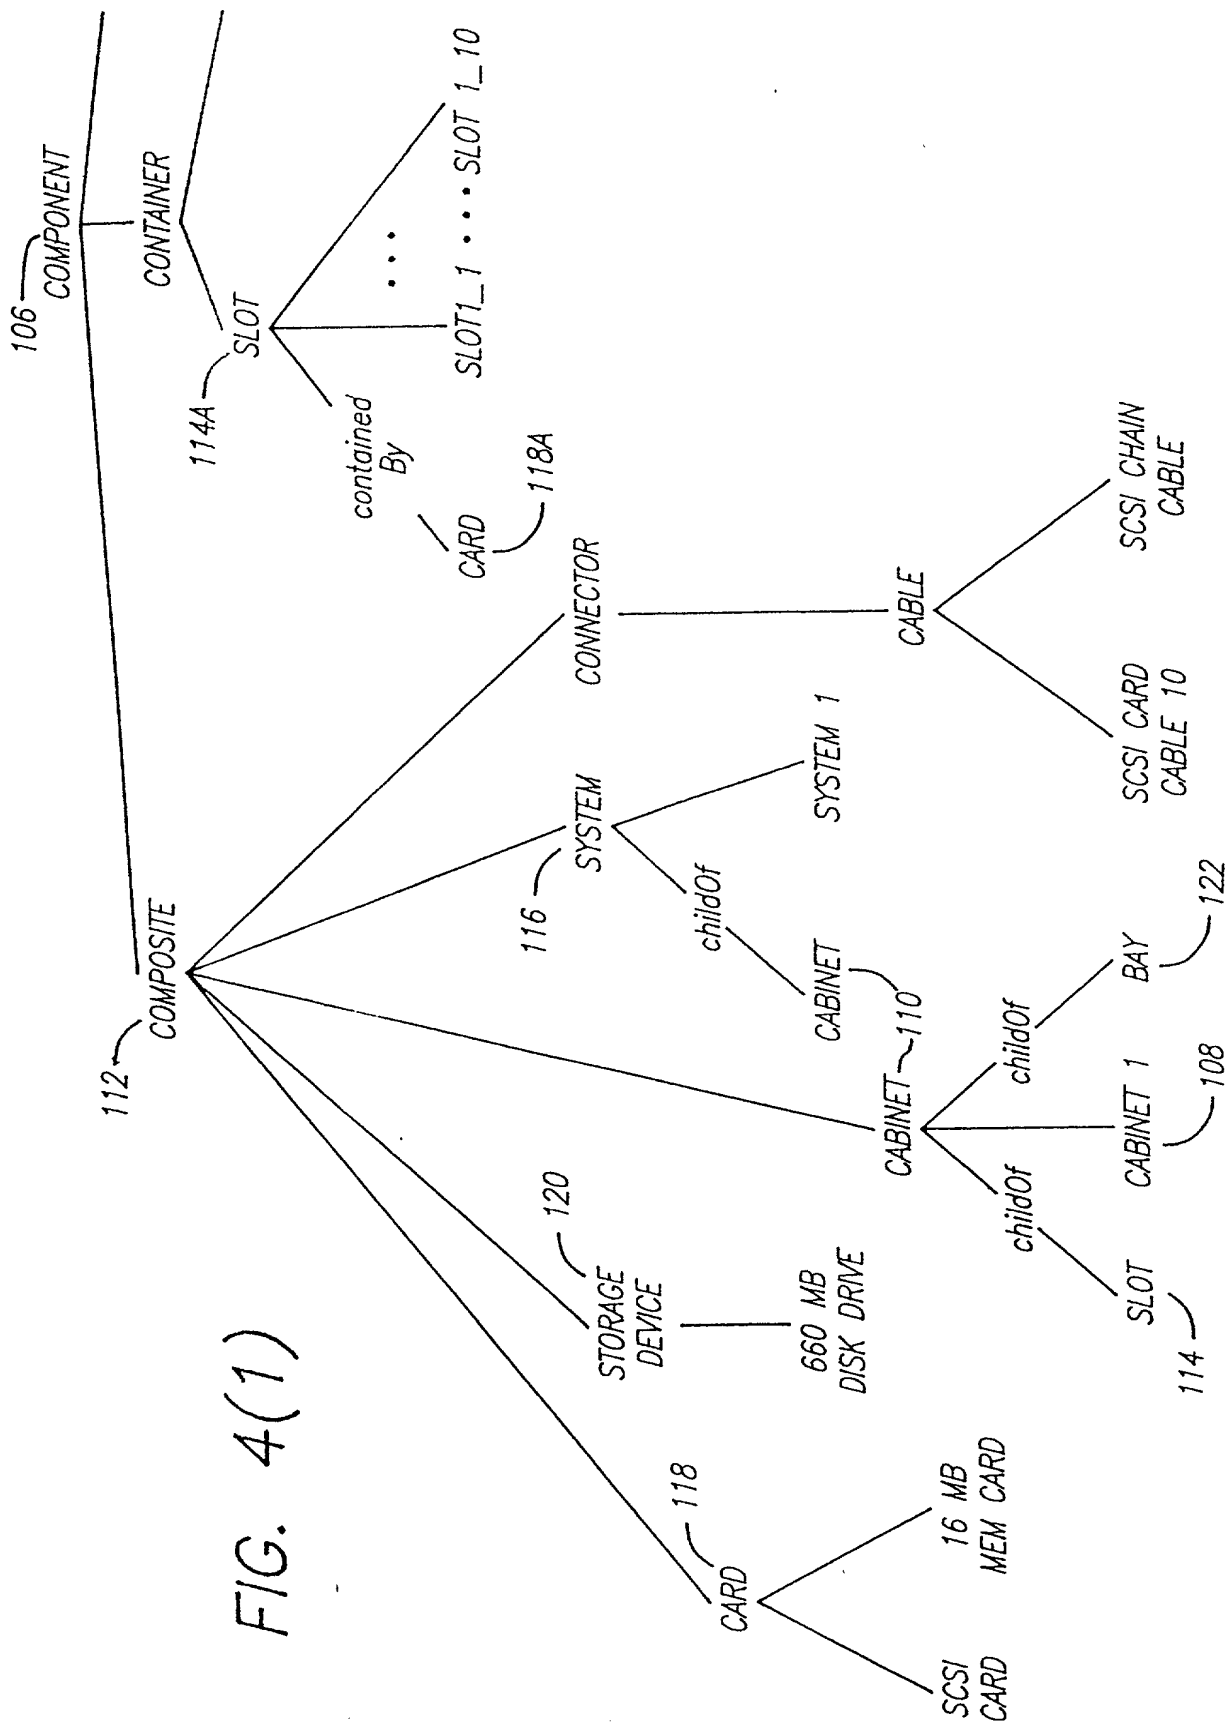 FIG. 4(1)
106
COMPONENT
112
COMPOSITE
CONTAINER
114A
SLOT
contained
By
CARD
118A
SLOT1_1
....
SLOT 1_10
...
118
CARD
SCSI
CARD
16 MB
MEM CARD
120
STORAGE
DEVICE
660 MB
DISK DRIVE
116
SYSTEM
childOf
CABINET
SYSTEM 1
CONNECTOR
CABLE
SCSI CARD
CABLE 10
SCSI CHAIN
CABLE
CABINET
110
childOf
childOf
SLOT
114
CABINET 1
108
BAY
122